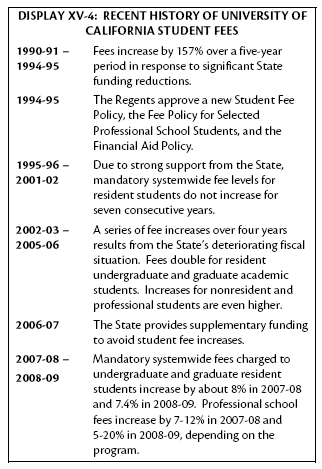 DISPLAY XV-4: RECENT HISTORY OF UNIVERSITY OF
CALIFORNIA STUDENT FEES
1990-91 – Fees increase by 157% over a five-year
1994-95 period in response to significant State
funding reductions.
1994-95 The Regents approve a new Student Fee
Policy, the Fee Policy for Selected
Professional School Students, and the
Financial Aid Policy.
1995-96 – Due to strong support from the State,
2001-02 mandatory systemwide fee levels for
resident students do not increase for
seven consecutive years.
2002-03 – A series of fee increases over four years
2005-06 results from the State's deteriorating fiscal
situation. Fees double for resident
undergraduate and graduate academic
students. Increases for nonresident and
professional students are even higher.
2006-07 The State provides supplementary funding
to avoid student fee increases.
2007-08 – Mandatory systemwide fees charged to
2008-09 undergraduate and graduate resident
students increase by about 8% in 2007-08
and 7.4% in 2008-09. Professional school
fees increase by 7-12% in 2007-08 and
5-20% in 2008-09, depending on the
program.